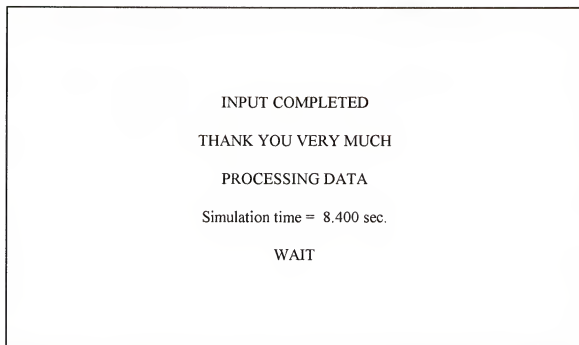 INPUT COMPLETED
THANK YOU VERY MUCH
PROCESSING DATA
Simulation time = 8.400 sec.
WAIT